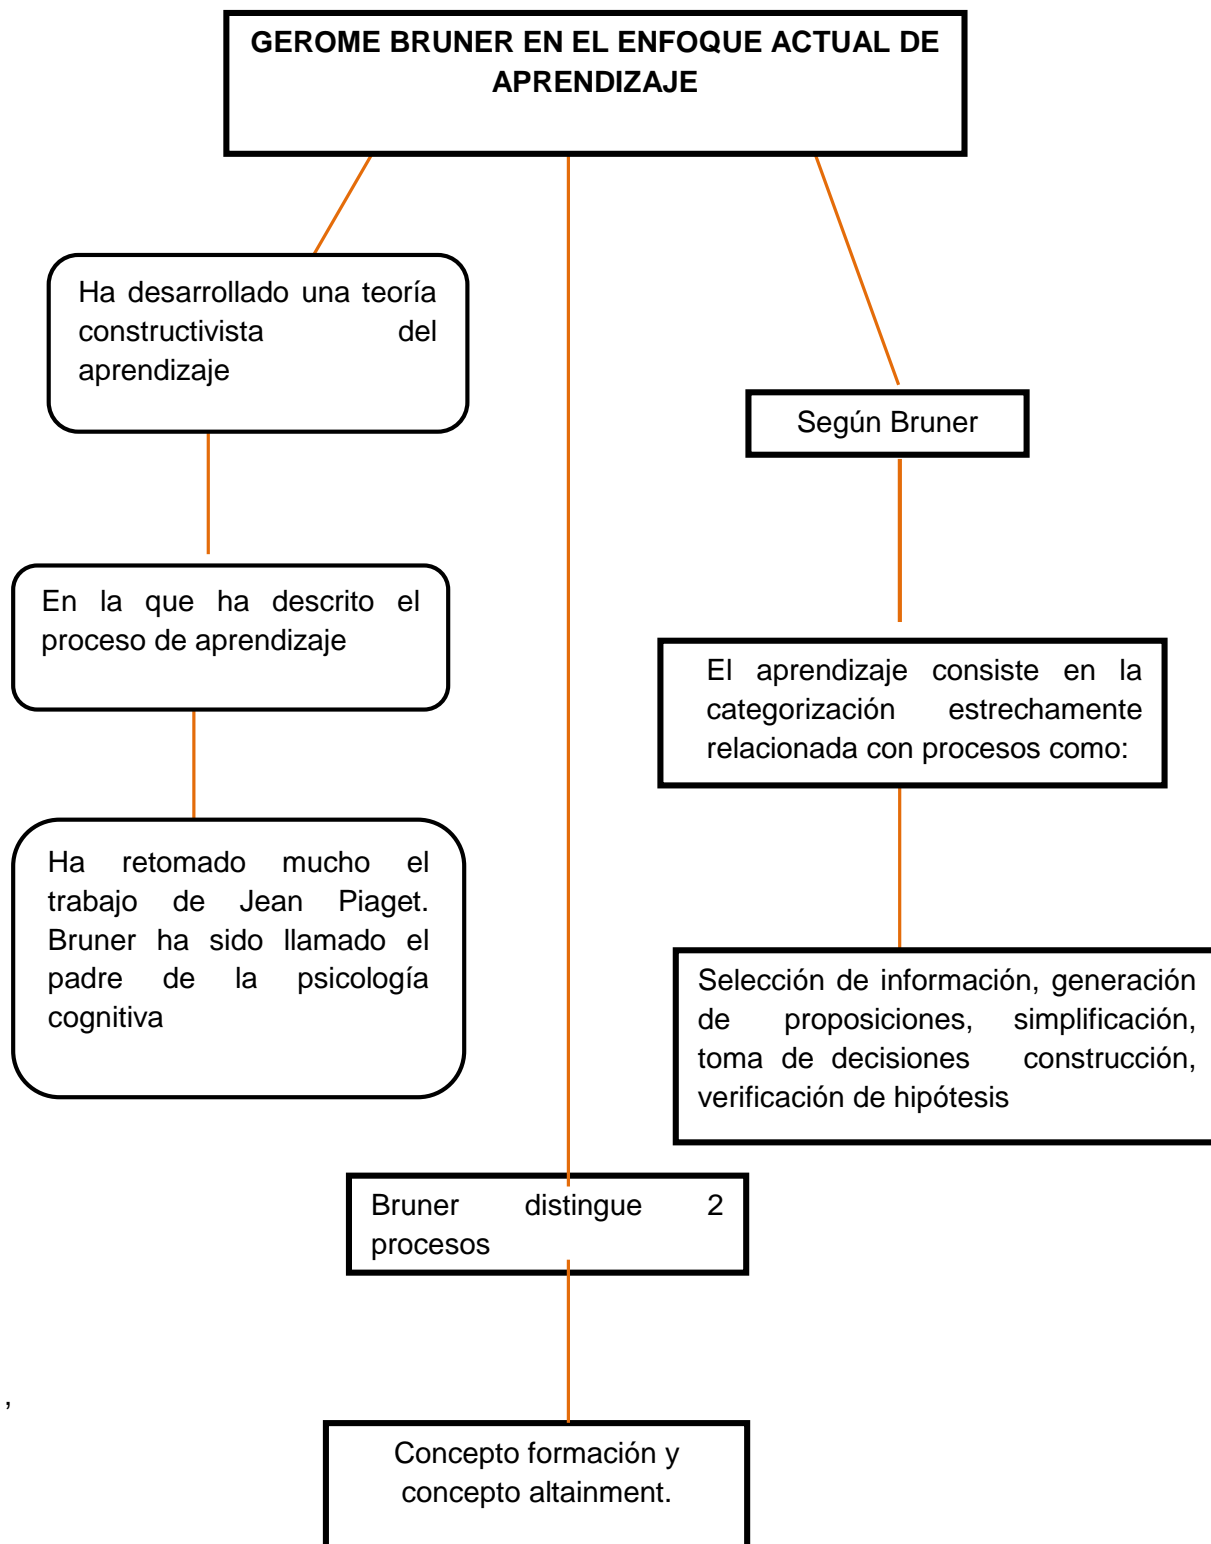 GEROME BRUNER EN EL ENFOQUE ACTUAL DE
APRENDIZAJE
Ha desarrollado una teoría
constructivista del
aprendizaje
En la que ha descrito el
proceso de aprendizaje
Ha retomado mucho el
trabajo de Jean Piaget.
Bruner ha sido llamado el
padre de la psicología
cognitiva
Bruner distingue 2
procesos
Concepto formación y
concepto altainment.
Según Bruner
El aprendizaje consiste en la
categorización estrechamente
relacionada con procesos como:
Selección de información, generación
de proposiciones, simplificación,
toma de decisiones construcción,
verificación de hipótesis
,